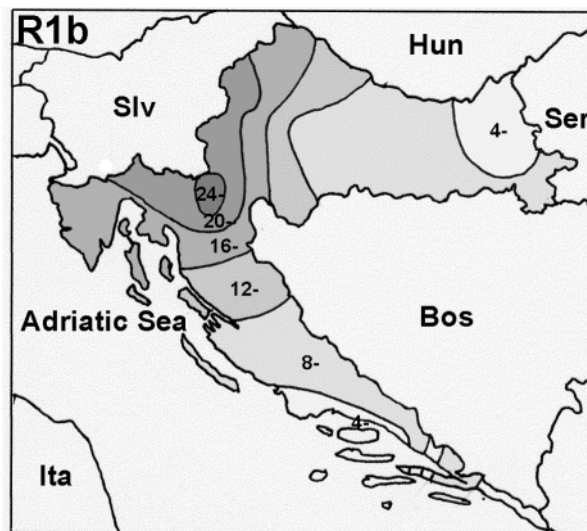 R1b
Hun
Slv
Ser
4-
24-
20-
16-
12-
Adriatic Sea
Bos
8-
4-
Ita